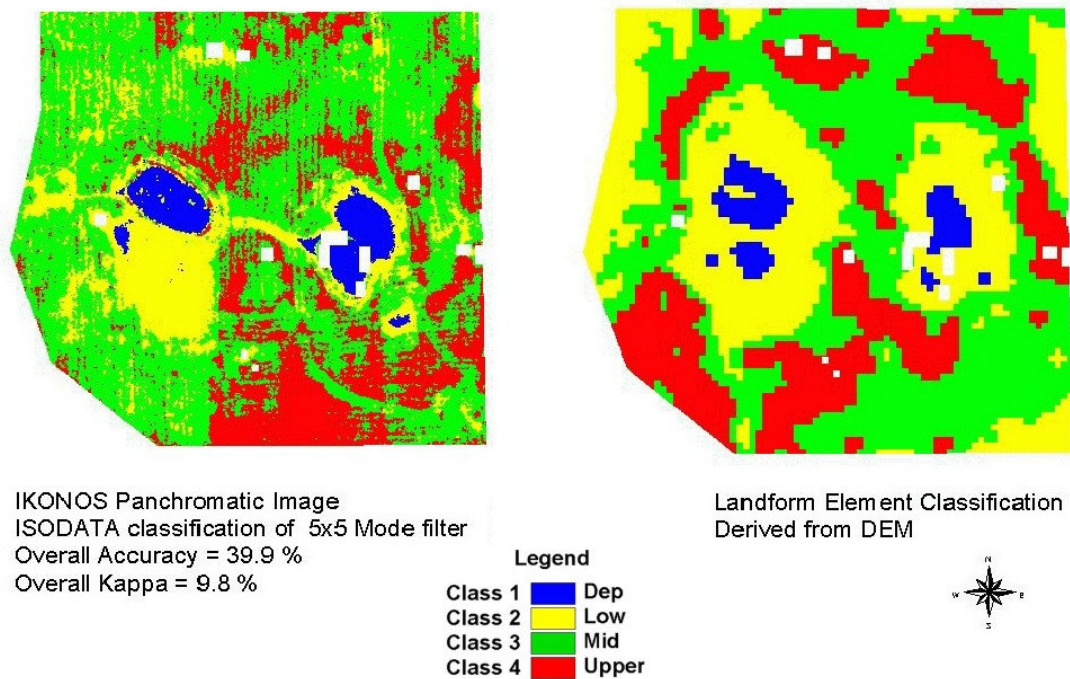 IKONOS Panchromatic Image
ISODATA classification of 5x5 Mode filter
Overall Accuracy = 39.9 %
Overall Kappa = 9.8 %
Landform Element Classification
Derived from DEM
Legend
Class 1 Dep
Class 2 Low
Class 3 Mid
Class 4 Upper
N
W E
S